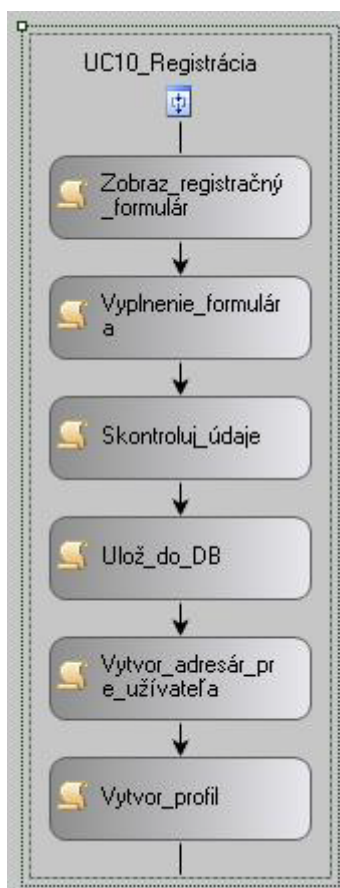 UC10_Registrácia
Zobraz_registračný
_formulár
Vyplnenie_formulár
a
Skontroluj_údaje
Ulož_do_DB
Vytvor_adresár_pr
e_užívateľa
Vytvor_profil